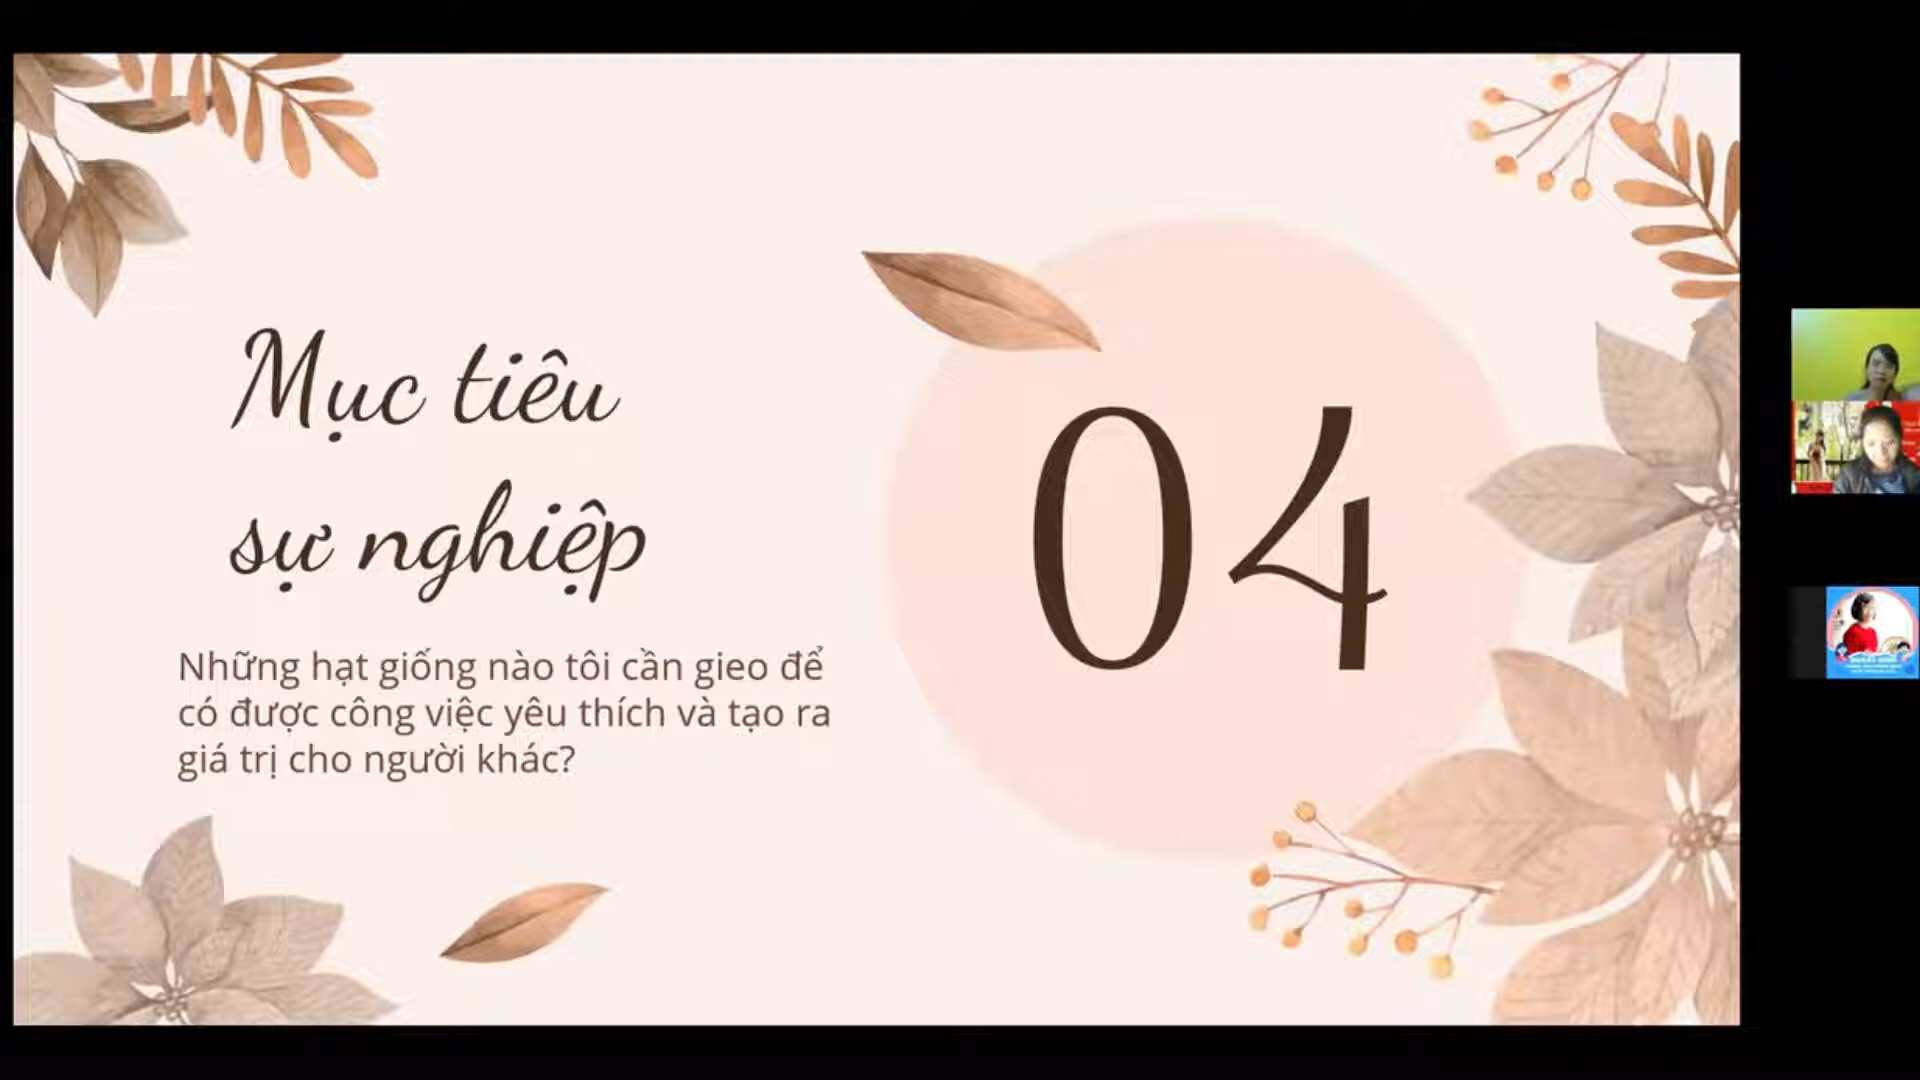 Mục tiêu
sự nghiệp
Những hạt giống nào tôi cần gieo để
có được công việc yêu thích và tạo ra
giá trị cho người khác?
04